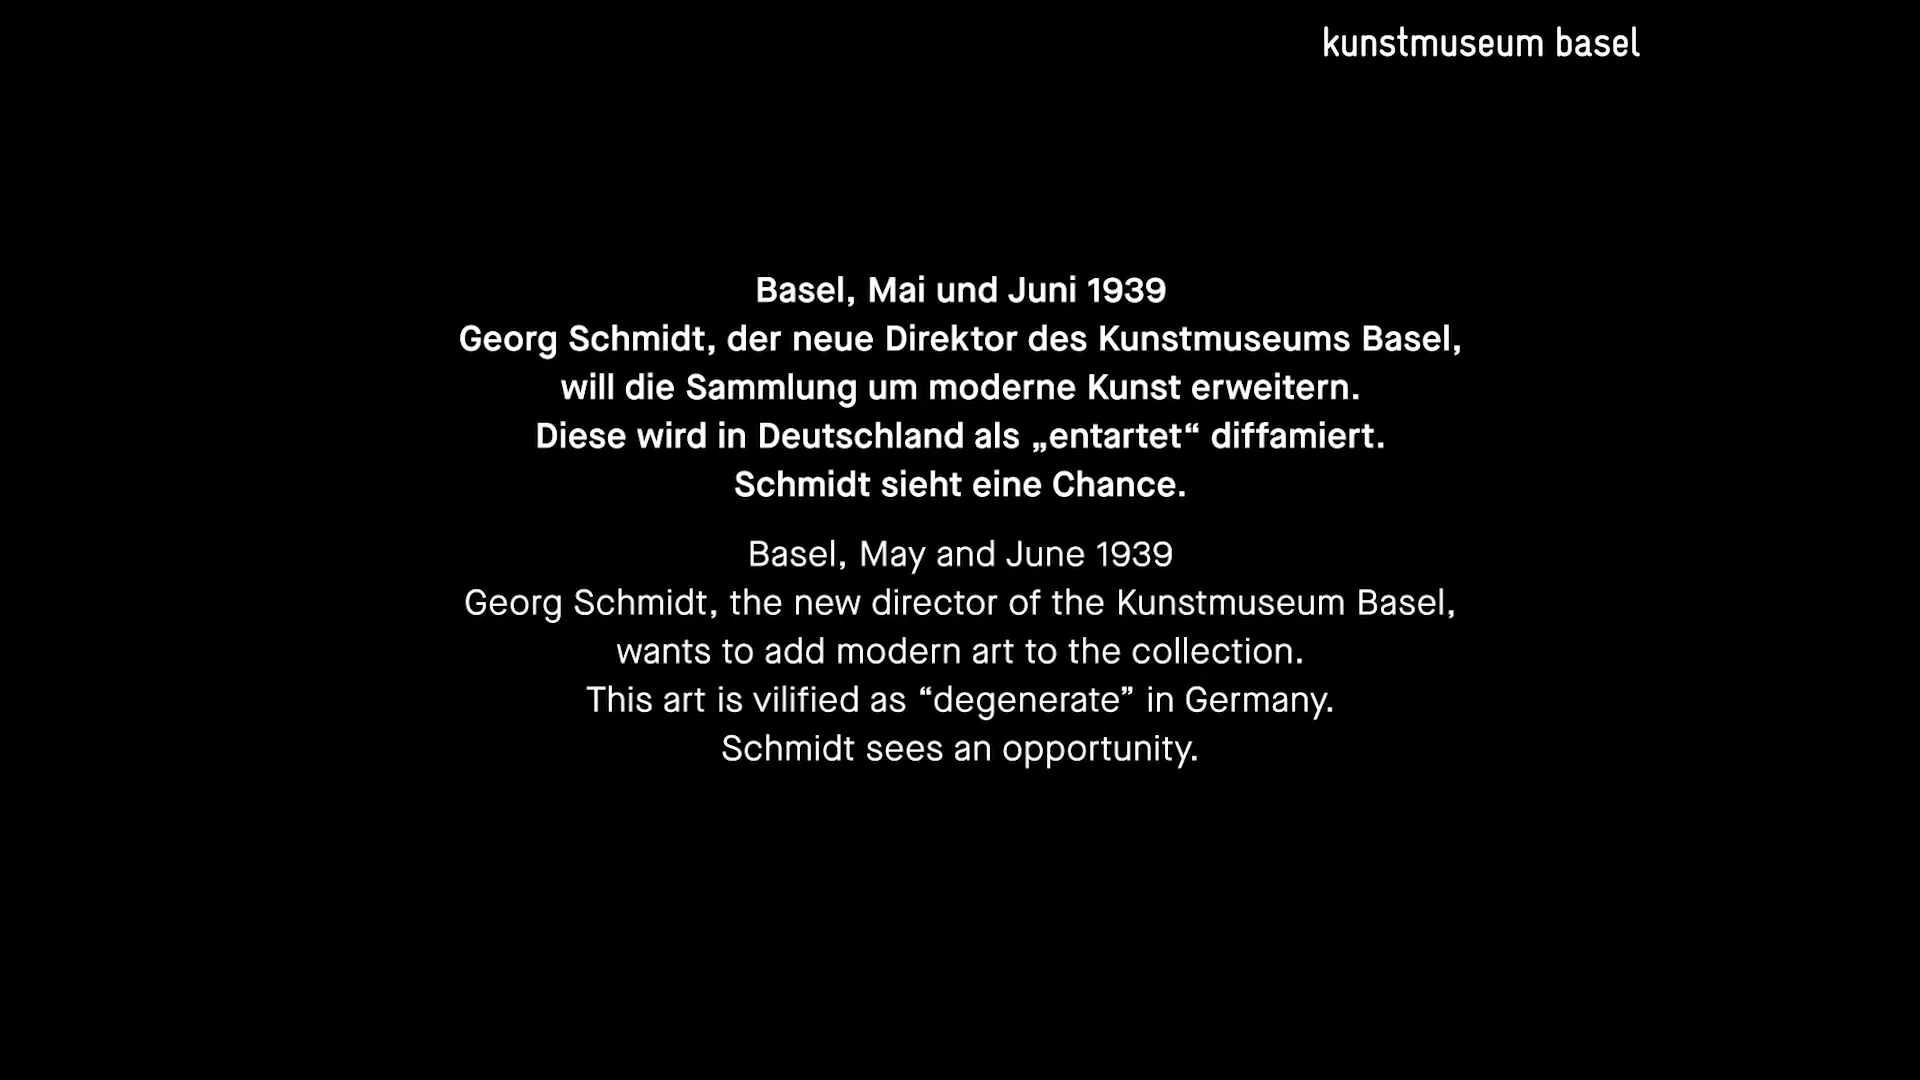 kunstmuseum basel
Basel, Mai und Juni 1939
Georg Schmidt, der neue Direktor des Kunstmuseums Basel,
will die Sammlung um moderne Kunst erweitern.
Diese wird in Deutschland als „entartet“ diffamiert.
Schmidt sieht eine Chance.
Basel, May and June 1939
Georg Schmidt, the new director of the Kunstmuseum Basel,
wants to add modern art to the collection.
This art is vilified as “degenerate” in Germany.
Schmidt sees an opportunity.